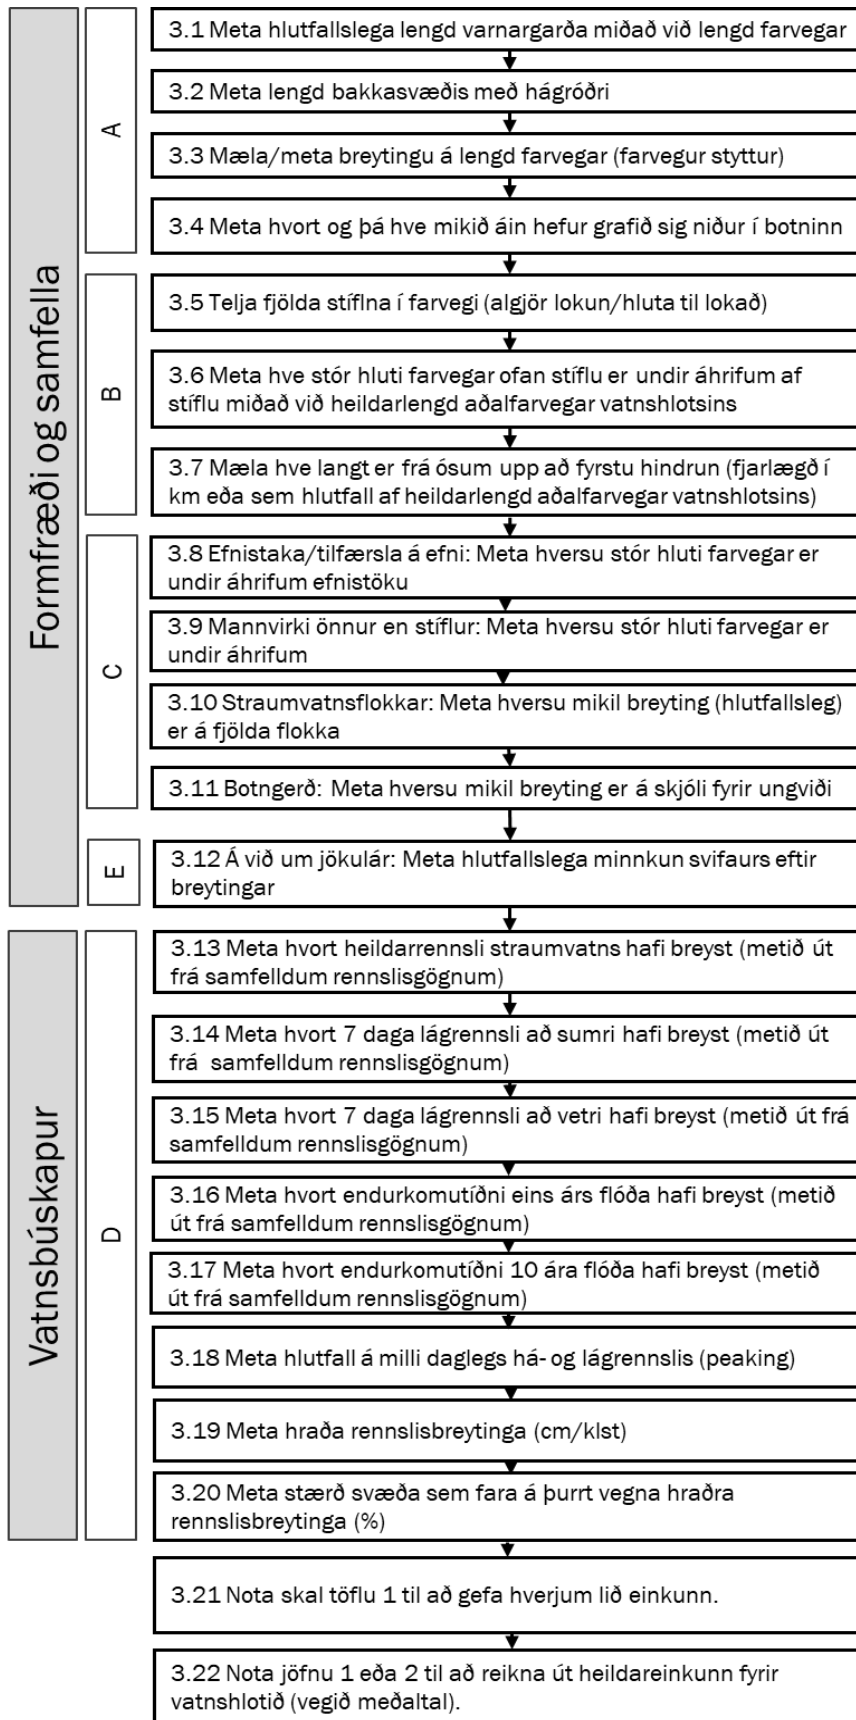 Formfræði og samfella
A
3.1 Meta hlutfallslega lengd varnargarða miðað við lengd farvegar
3.2 Meta lengd bakkasvæðis með hágróðri
3.3 Mæla/meta breytingu á lengd farvegar (farvegur styttur)
3.4 Meta hvort og þá hve mikið áin hefur grafið sig niður í botninn
B
3.5 Telja fjölda stíflna í farvegi (algjör lokun/hluta til lokað)
3.6 Meta hve stór hluti farvegar ofan stíflu er undir áhrifum af
stíflu miðað við heildarlengd aðalfarvegar vatnshlotsins
3.7 Mæla hve langt er frá ósum upp að fyrstu hindrun (fjarlægð í
km eða sem hlutfall af heildarlengd aðalfarvegar vatnshlotsins)
C
3.8 Efnistaka/tilfærsla á efni: Meta hversu stór hluti farvegar er
undir áhrifum efnistöku
3.9 Mannvirki önnur en stíflur: Meta hversu stór hluti farvegar er
undir áhrifum
3.10 Straumvatnsflokkar: Meta hversu mikil breyting (hlutfallsleg)
er á fjölda flokka
3.11 Botngerð: Meta hversu mikil breyting er á skjóli fyrir ungviði
E
3.12 Á við um jökulár: Meta hlutfallslega minnkun svifaurs eftir
breytingar
Vatnsbúskapur
D
3.13 Meta hvort heildarrennsli straumvatns hafi breyst (metið út
frá samfelldum rennslisgögnum)
3.14 Meta hvort 7 daga lágrennsli að sumri hafi breyst (metið út
frá samfelldum rennslisgögnum)
3.15 Meta hvort 7 daga lágrennsli að vetri hafi breyst (metið út frá
samfelldum rennslisgögnum)
3.16 Meta hvort endurkomutíðni eins árs flóða hafi breyst (metið
út frá samfelldum rennslisgögnum)
3.17 Meta hvort endurkomutíðni 10 ára flóða hafi breyst (metið
út frá samfelldum rennslisgögnum)
3.18 Meta hlutfall á milli daglegs há- og lágrennslis (peaking)
3.19 Meta hraða rennslisbreytinga (cm/klst)
3.20 Meta stærð svæða sem fara á þurrt vegna hraðra
rennslisbreytinga (%)
3.21 Nota skal töflu 1 til að gefa hverjum lið einkunn.
3.22 Nota jöfnu 1 eða 2 til að reikna út heildareinkunn fyrir
vatnshlotið (vegið meðaltal).